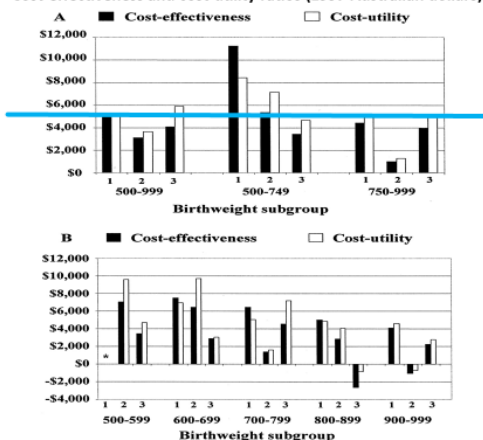 A Cost-effectiveness Cost-utility
$12,000
$10,000
$8,000
$6,000
$4,000
$2,000
$0
1 2 3 1 2 3 1 2 3
500-999 500-749 750-999
Birthweight subgroup
B Cost-effectiveness Cost-utility
$12,000
$10,000
$8,000
$6,000
$4,000
$2,000
$0
-$2,000
-$4,000
*
1 2 3 1 2 3 1 2 3 1 2 3 1 2 3
500-599 600-699 700-799 800-899 900-999
Birthweight subgroup